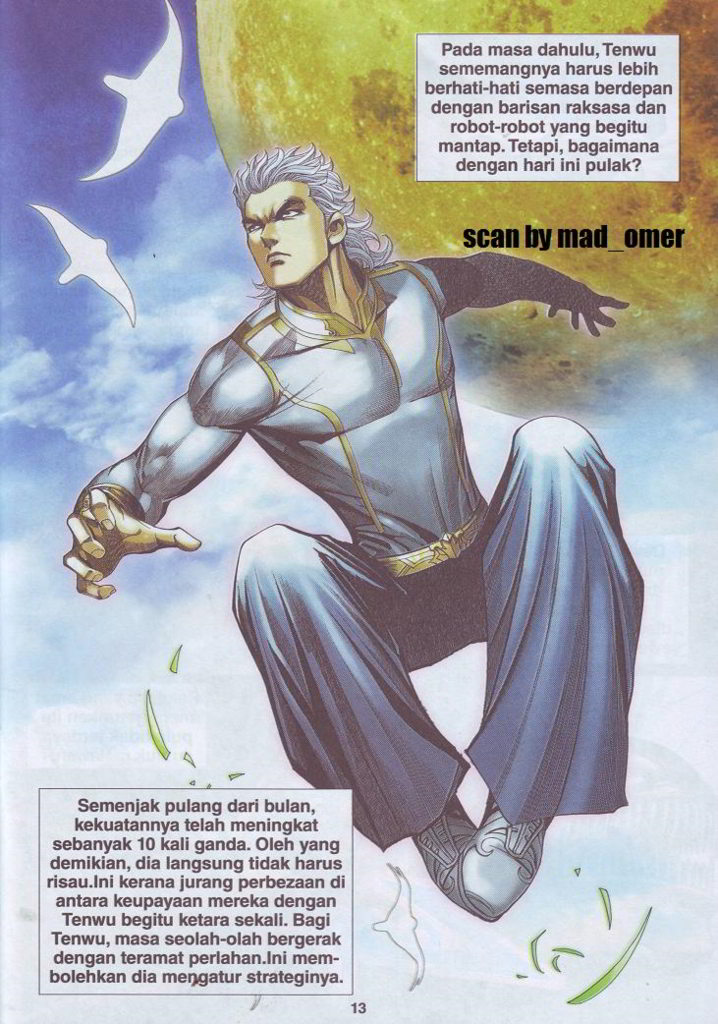 Pada masa dahulu, Tenwu
sememangnya harus lebih
berhati-hati semasa berdepan
dengan barisan raksasa dan
robot-robot yang begitu
mantap. Tetapi, bagaimana
dengan hari ini pulak?
scan by mad_omer
Semenjak pulang dari bulan,
kekuatannya telah meningkat
sebanyak 10 kali ganda. Oleh yang
demikian, dia langsung tidak harus
risau.Ini kerana jurang perbezaan di
antara keupayaan mereka dengan
Tenwu begitu ketara sekali. Bagi
Tenwu, masa seolah-olah bergerak
dengan teramat perlahan.Ini mem-
bolehkan dia mengatur strateginya.
13